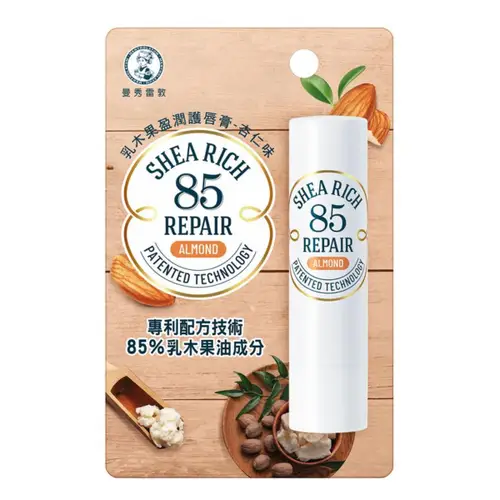 曼秀雷敦
乳木果盈潤護唇膏-杏仁味
SHEA RICH
85
REPAIR
ALMOND
PATENTED TECHNOLOGY
專利配方技術
85%乳木果油成分
SHEA RICH
85
REPAIR
ALMOND
PATENTED TECHNOLOGY